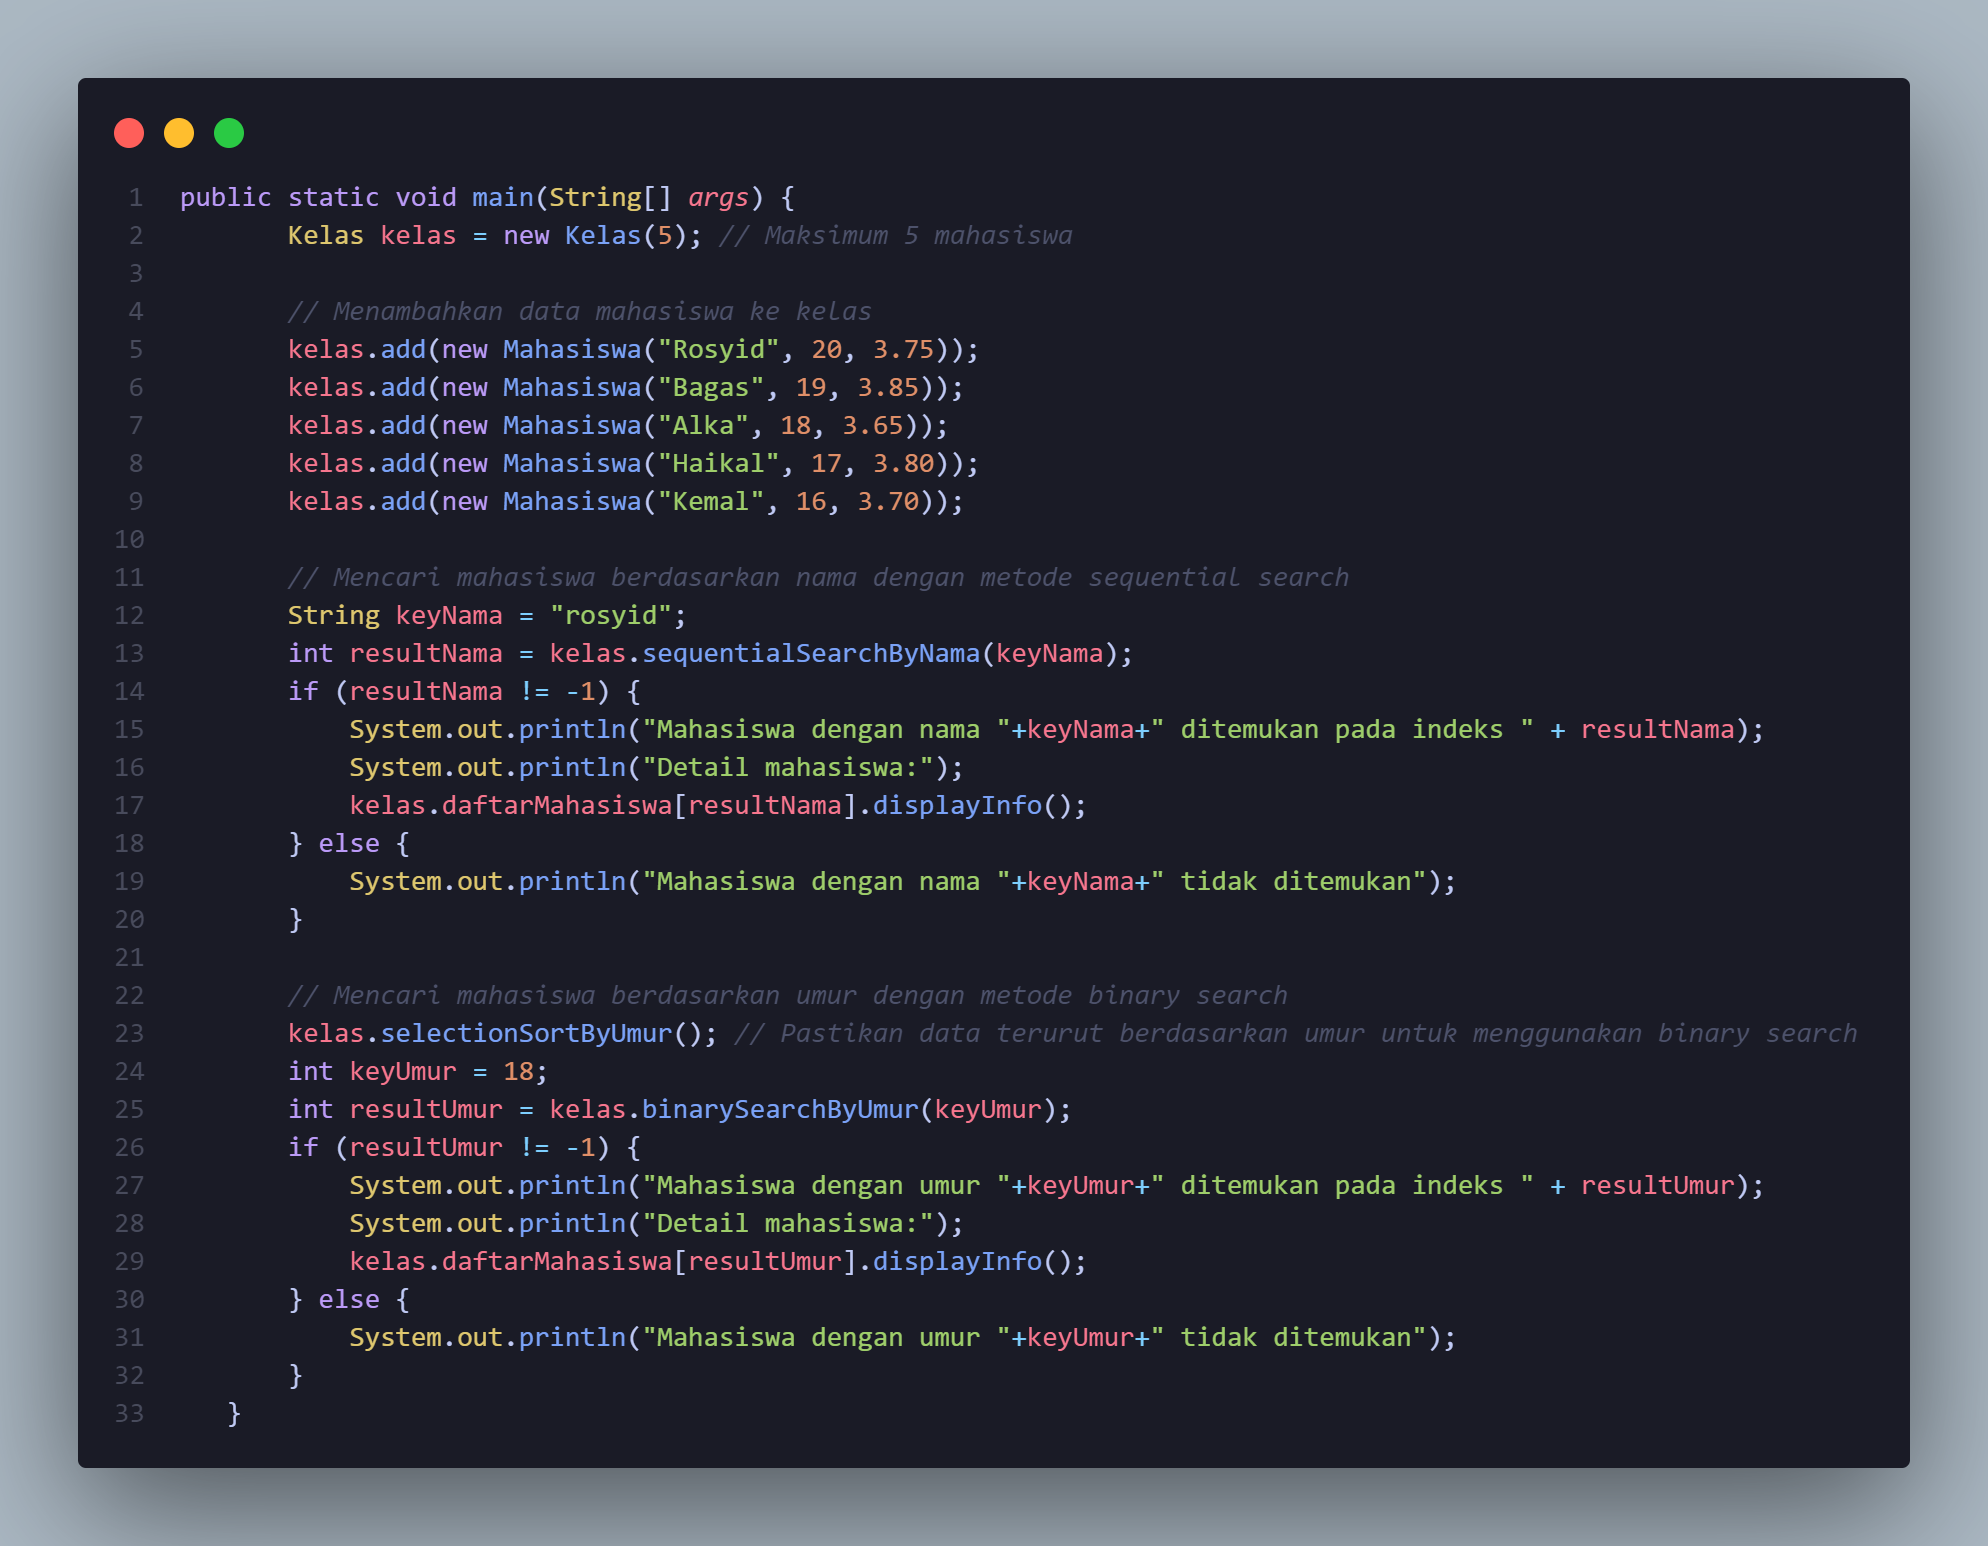 1 public static void main(String[] args) {
2 Kelas kelas = new Kelas(5); // Maksimum 5 mahasiswa
3
4 // Menambahkan data mahasiswa ke kelas
5 kelas.add(new Mahasiswa("Rosyid", 20, 3.75));
6 kelas.add(new Mahasiswa("Bagas", 19, 3.85));
7 kelas.add(new Mahasiswa("Alka", 18, 3.65));
8 kelas.add(new Mahasiswa("Haikal", 17, 3.80));
9 kelas.add(new Mahasiswa("Kemal", 16, 3.70));
10
11 // Mencari mahasiswa berdasarkan nama dengan metode sequential search
12 String keyNama = "rosyid";
13 int resultNama = kelas.sequentialSearchByNama(keyNama);
14 if (resultNama != -1) {
15 System.out.println("Mahasiswa dengan nama "+keyNama+" ditemukan pada indeks " + resultNama);
16 System.out.println("Detail mahasiswa:");
17 kelas.daftarMahasiswa[resultNama].displayInfo();
18 } else {
19 System.out.println("Mahasiswa dengan nama "+keyNama+" tidak ditemukan");
20 }
21
22 // Mencari mahasiswa berdasarkan umur dengan metode binary search
23 kelas.selectionSortByUmur(); // Pastikan data terurut berdasarkan umur untuk menggunakan binary search
24 int keyUmur = 18;
25 int resultUmur = kelas.binarySearchByUmur(keyUmur);
26 if (resultUmur != -1) {
27 System.out.println("Mahasiswa dengan umur "+keyUmur+" ditemukan pada indeks " + resultUmur);
28 System.out.println("Detail mahasiswa:");
29 kelas.daftarMahasiswa[resultUmur].displayInfo();
30 } else {
31 System.out.println("Mahasiswa dengan umur "+keyUmur+" tidak ditemukan");
32 }
33 }